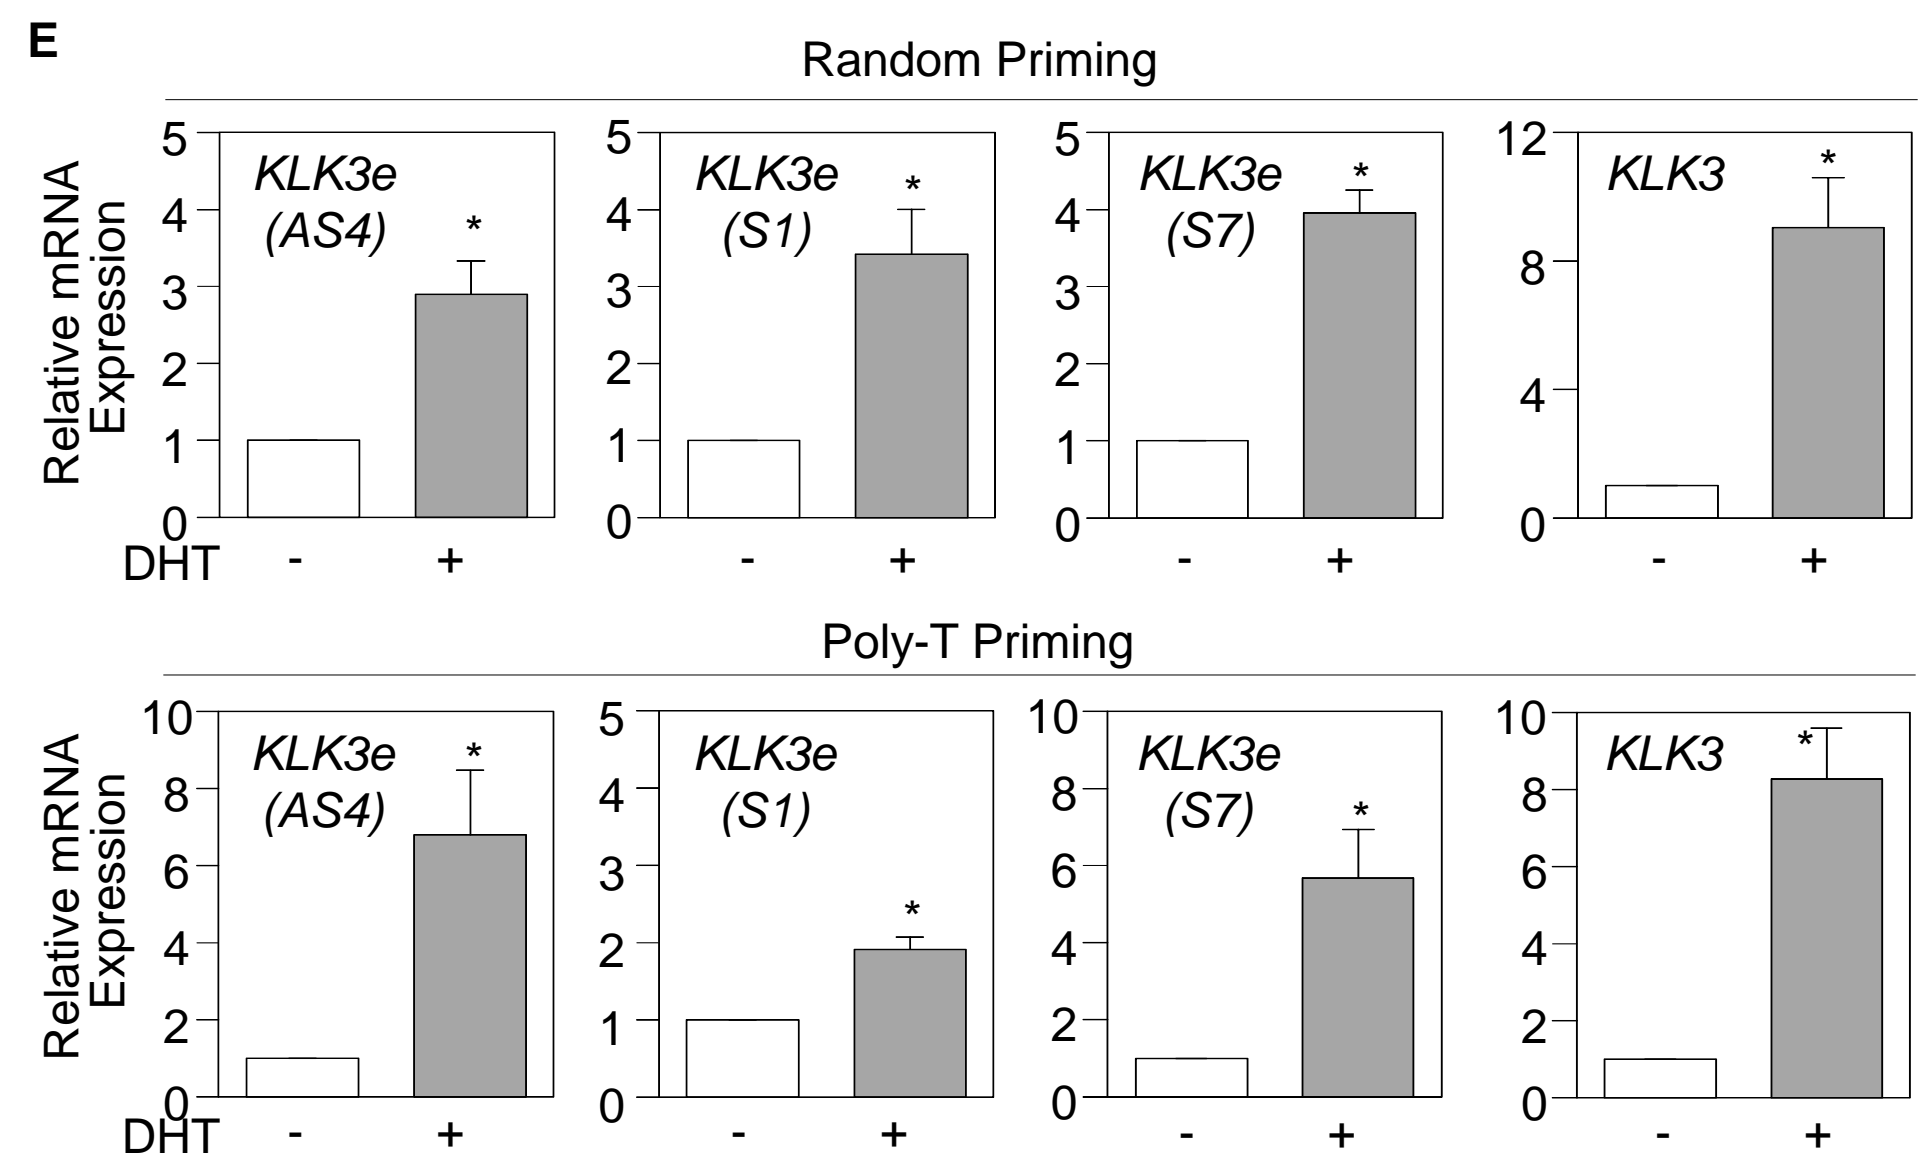 E
Random Priming
Relative mRNA
Expression
5
4
3
2
1
0
KLK3e
(AS4)
*
5
4
3
2
1
0
KLK3e
(S1)
*
5
4
3
2
1
0
KLK3e
(S7)
*
12
8
4
0
KLK3
*
DHT - + - + - + - +
Poly-T Priming
Relative mRNA
Expression
10
8
6
4
2
0
KLK3e
(AS4)
*
5
4
3
2
1
0
KLK3e
(S1)
*
10
8
6
4
2
0
KLK3e
(S7)
*
10
8
6
4
2
0
KLK3
*
DHT - + - + - + - +